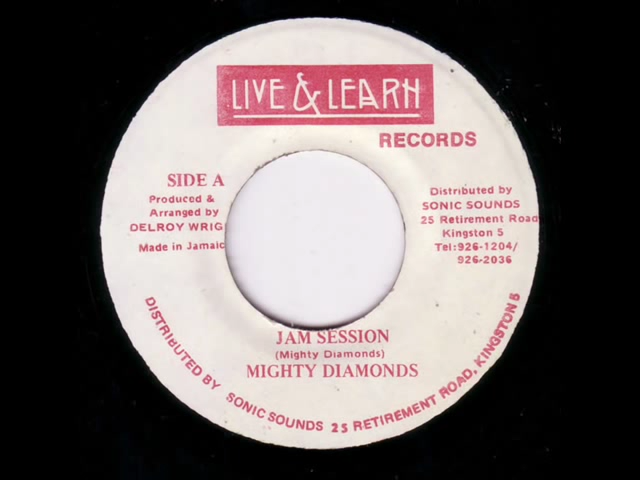 LIVE & LEARN
RECORDS
SIDE A
Produced &
Arranged by
DELROY WRIG
Made in Jamaic
Distributed by
SONIC SOUNDS
25 Retirement Road
Kingston 5
Tel:926-1204/
926-2036
JAM SESSION
(Mighty Diamonds)
MIGHTY DIAMONDS
DISTRIBUTED BY SONIC SOUNDS 25 RETIREMENT ROAD, KINGSTON 5